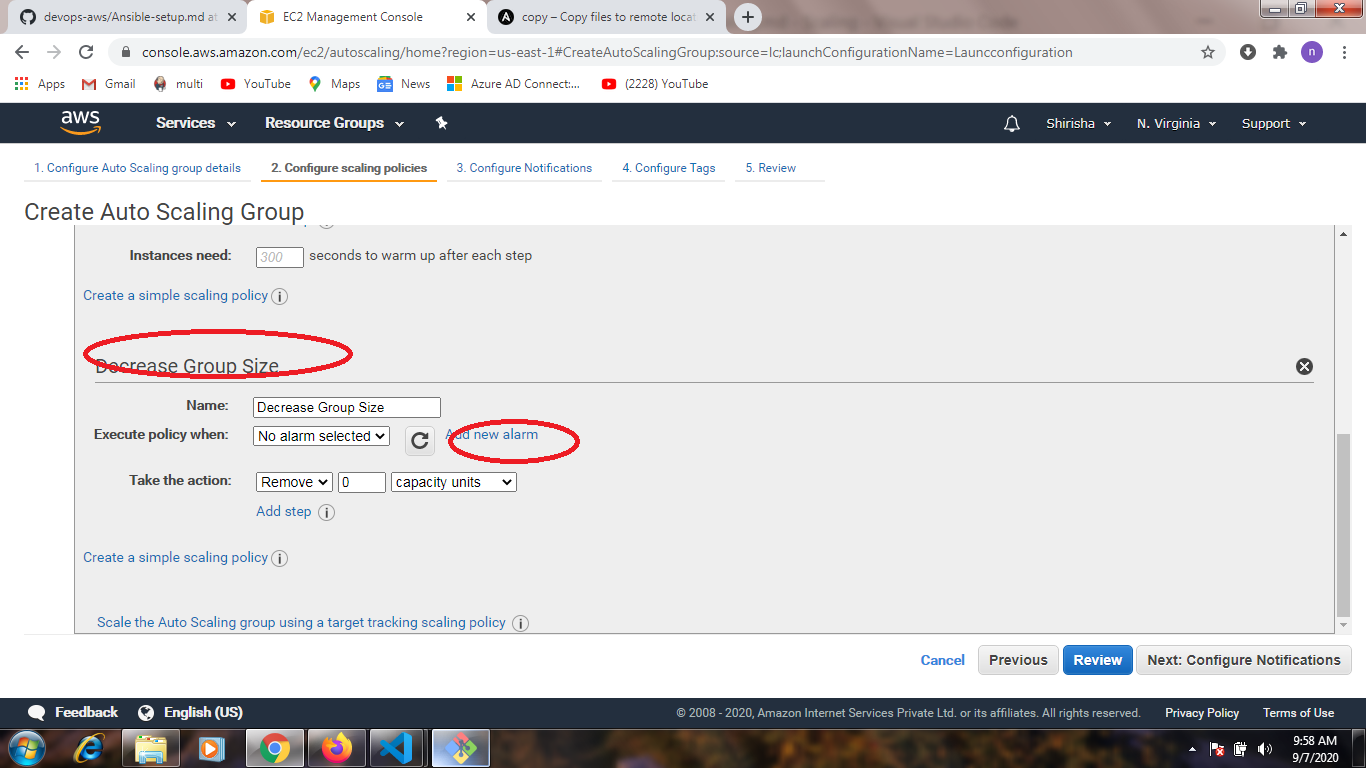 devops-aws/Ansible-setup.md at
EC2 Management Console
copy – Copy files to remote locat
console.aws.amazon.com/ec2/autoscaling/home?region=us-east-1#CreateAutoScalingGroup:source=lc;launchConfigurationName=Launcconfiguration
n
Apps
Gmail
multi
YouTube
Maps
News
Azure AD Connect:...
(2228) YouTube
aws
Services
Resource Groups
Shirisha
N. Virginia
Support
1. Configure Auto Scaling group details
2. Configure scaling policies
3. Configure Notifications
4. Configure Tags
5. Review
Create Auto Scaling Group
Instances need: 300 seconds to warm up after each step
Create a simple scaling policy
Decrease Group Size
Name: Decrease Group Size
Execute policy when: No alarm selected Add new alarm
Take the action: Remove 0 capacity units
Add step
Create a simple scaling policy
Scale the Auto Scaling group using a target tracking scaling policy
Cancel
Previous
Review
Next: Configure Notifications
Feedback
English (US)
© 2008 - 2020, Amazon Internet Services Private Ltd. or its affiliates. All rights reserved.
Privacy Policy
Terms of Use
9:58 AM
9/7/2020